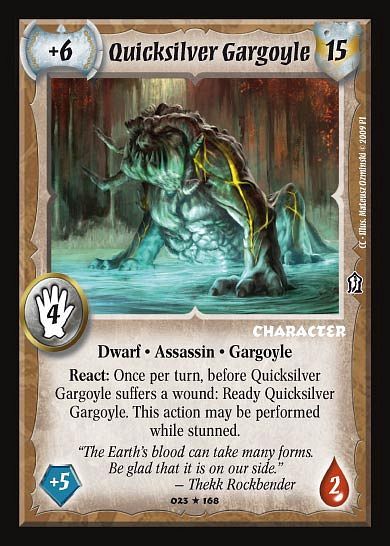 +6 Quicksilver Gargoyle 15
CC • Illus. Mateusz Ozminski © 2009 P1
4
CHARACTER
Dwarf • Assassin • Gargoyle
React: Once per turn, before Quicksilver
Gargoyle suffers a wound: Ready Quicksilver
Gargoyle. This action may be performed
while stunned.
“The Earth’s blood can take many forms.
Be glad that it is on our side.”
– Thekk Rockbender
+5
2
023 ★ 168